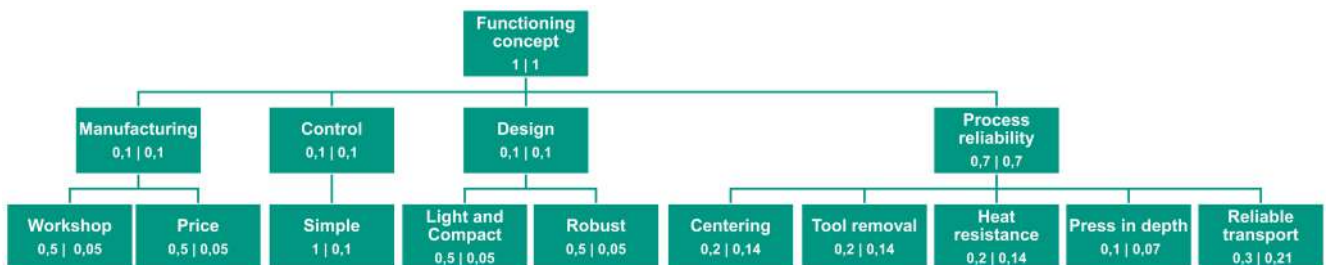 Functioning
concept
1 | 1
Manufacturing
0,1 | 0,1
Control
0,1 | 0,1
Design
0,1 | 0,1
Process
reliability
0,7 | 0,7
Workshop
0,5 | 0,05
Price
0,5 | 0,05
Simple
1 | 0,1
Light and
Compact
0,5 | 0,05
Robust
0,5 | 0,05
Centering
0,2 | 0,14
Tool removal
0,2 | 0,14
Heat
resistance
0,2 | 0,14
Press in depth
0,1 | 0,07
Reliable
transport
0,3 | 0,21